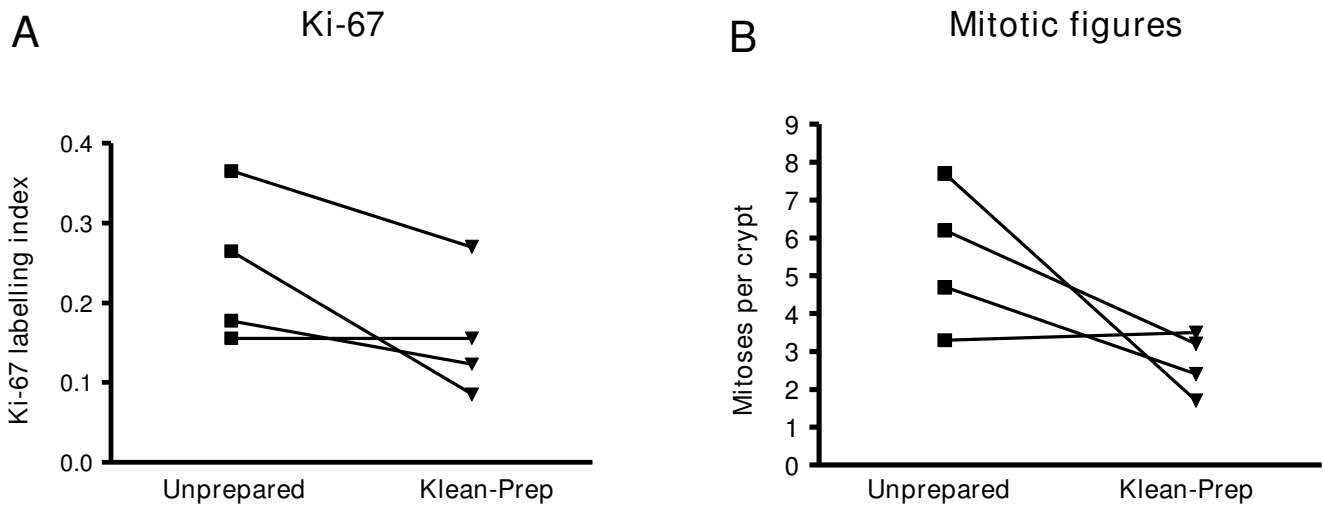 A
Ki-67
Ki-67 labelling index
0.4
0.3
0.2
0.1
0.0
Unprepared
Klean-Prep
B
Mitotic figures
Mitoses per crypt
9
8
7
6
5
4
3
2
1
0
Unprepared
Klean-Prep